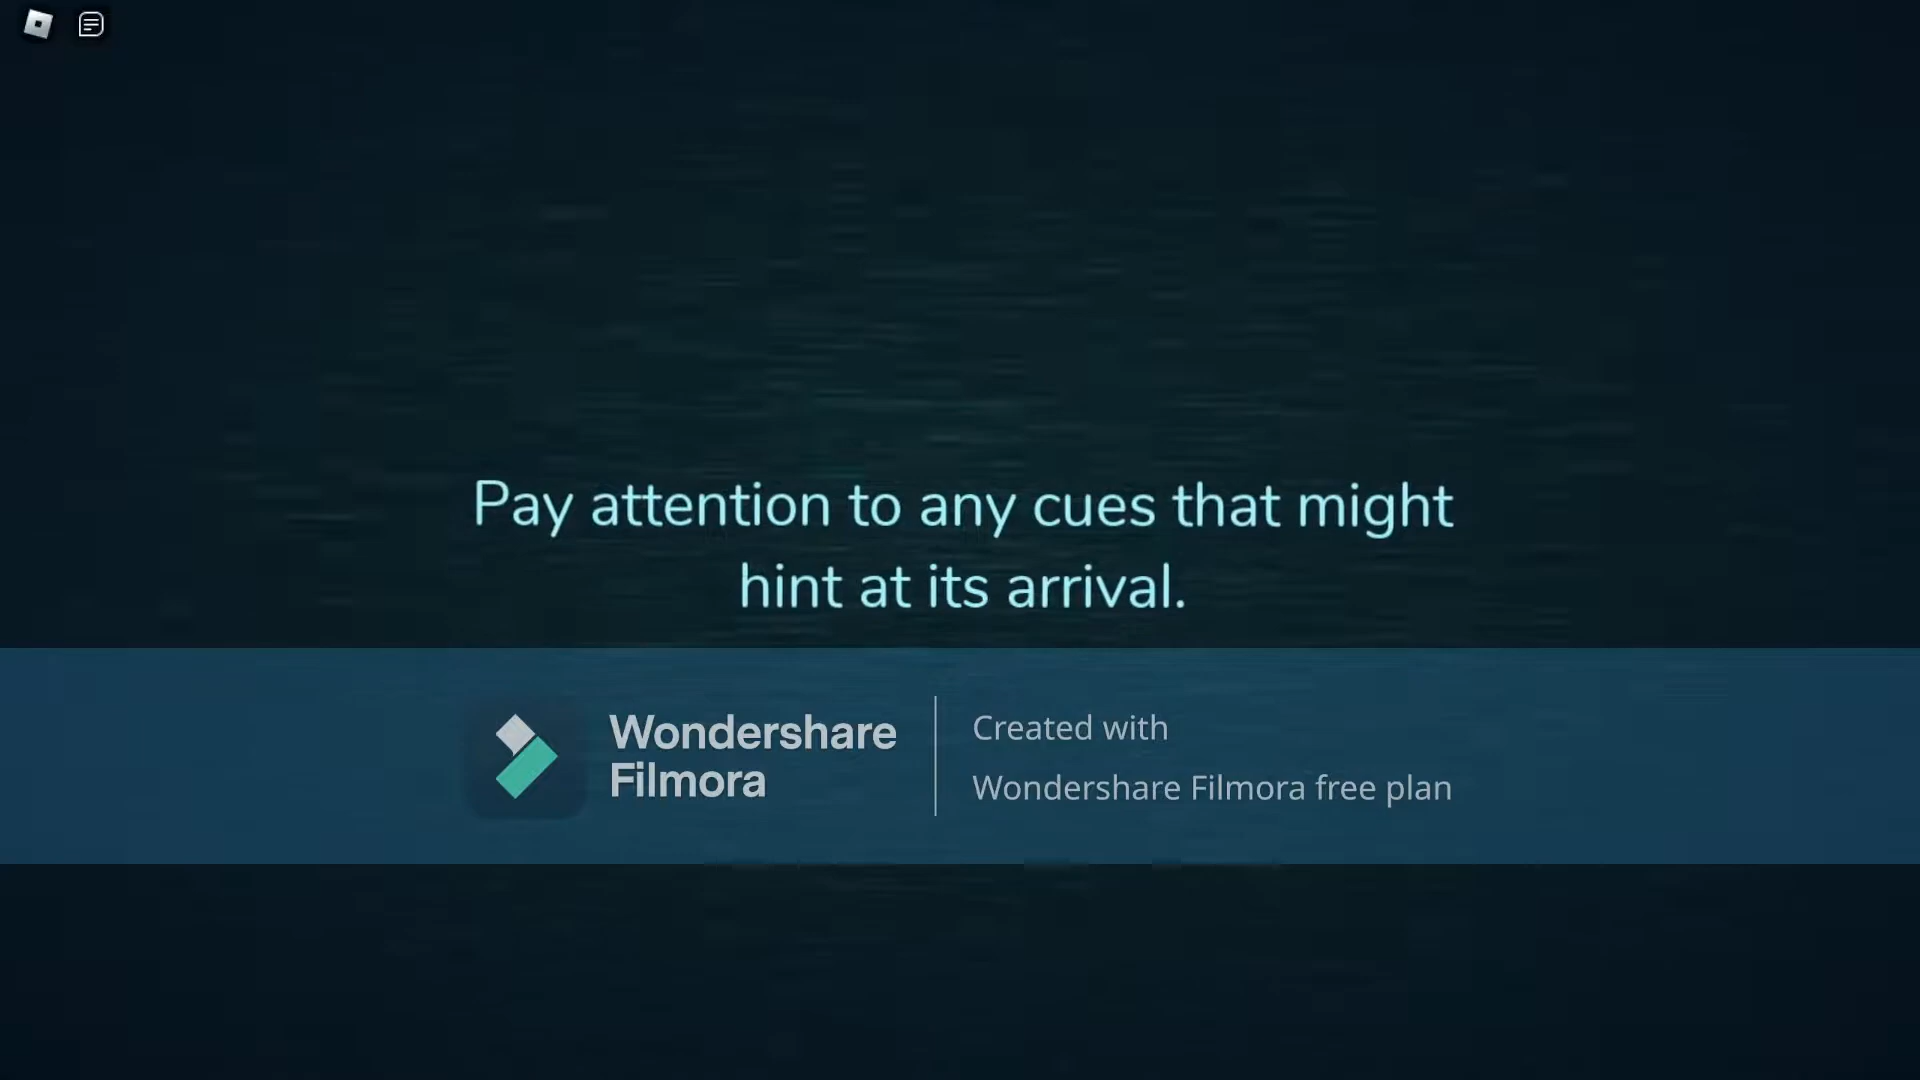 Pay attention to any cues that might
hint at its arrival.
Wondershare
Filmora
Created with
Wondershare Filmora free plan